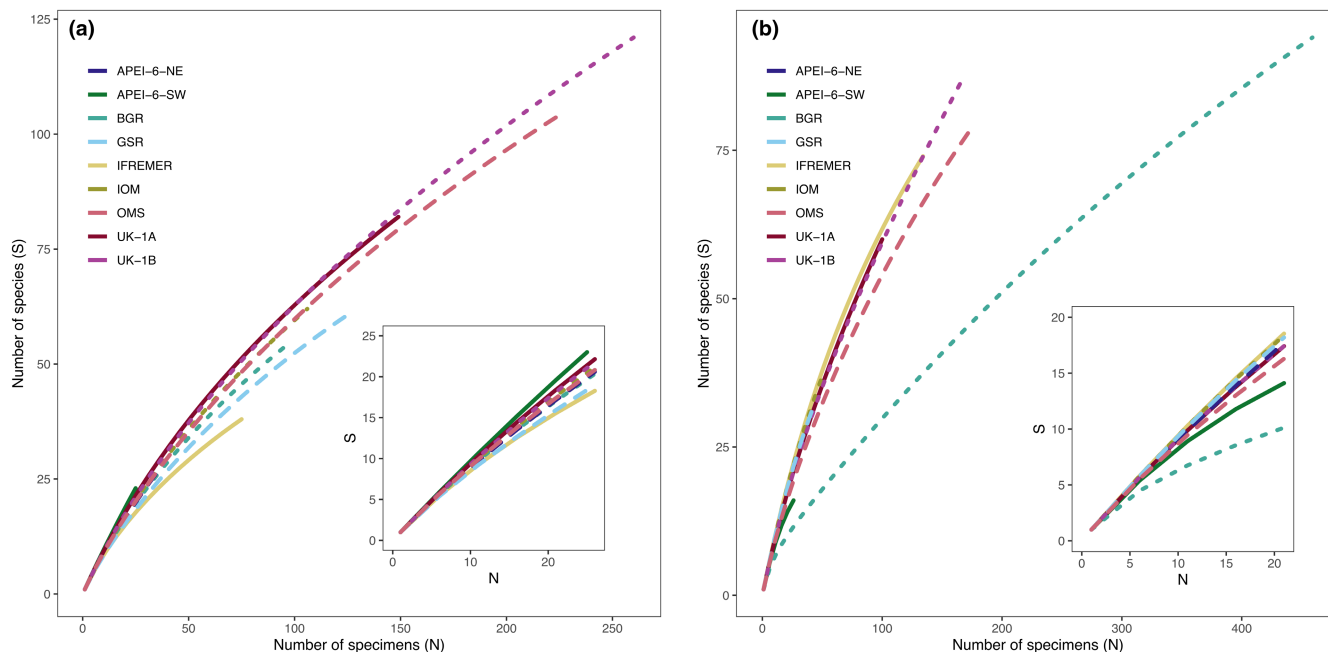 (a)
125
100
75
50
25
0
Number of species (S)
APEI−6−NE
APEI−6−SW
BGR
GSR
IFREMER
IOM
OMS
UK−1A
UK−1B
25
20
15
10
5
0
S
0 10 20
N
0 50 100 150 200 250
Number of specimens (N)
(b)
75
50
25
0
Number of species (S)
APEI−6−NE
APEI−6−SW
BGR
GSR
IFREMER
IOM
OMS
UK−1A
UK−1B
20
15
10
5
0
S
0 5 10 15 20
N
0 100 200 300 400
Number of specimens (N)